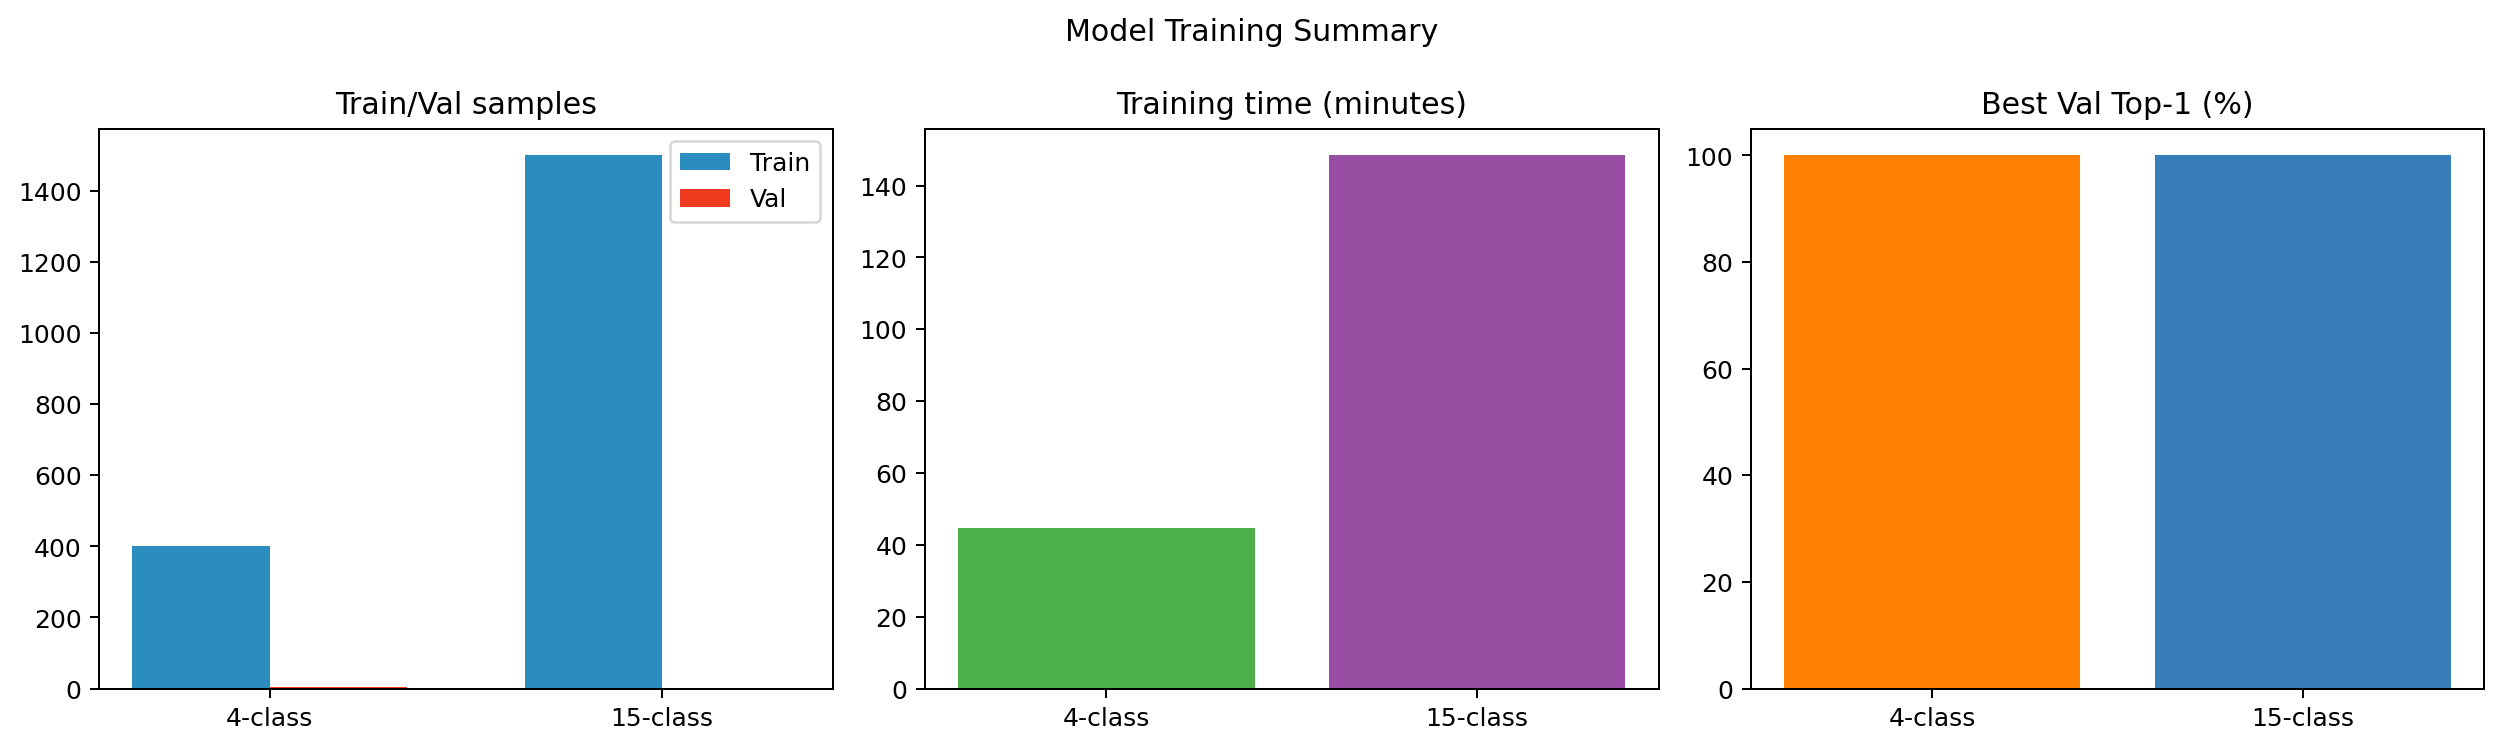 Model Training Summary
Train/Val samples
Train
Val
1400
1200
1000
800
600
400
200
0
4-class
15-class
Training time (minutes)
140
120
100
80
60
40
20
0
4-class
15-class
Best Val Top-1 (%)
100
80
60
40
20
0
4-class
15-class